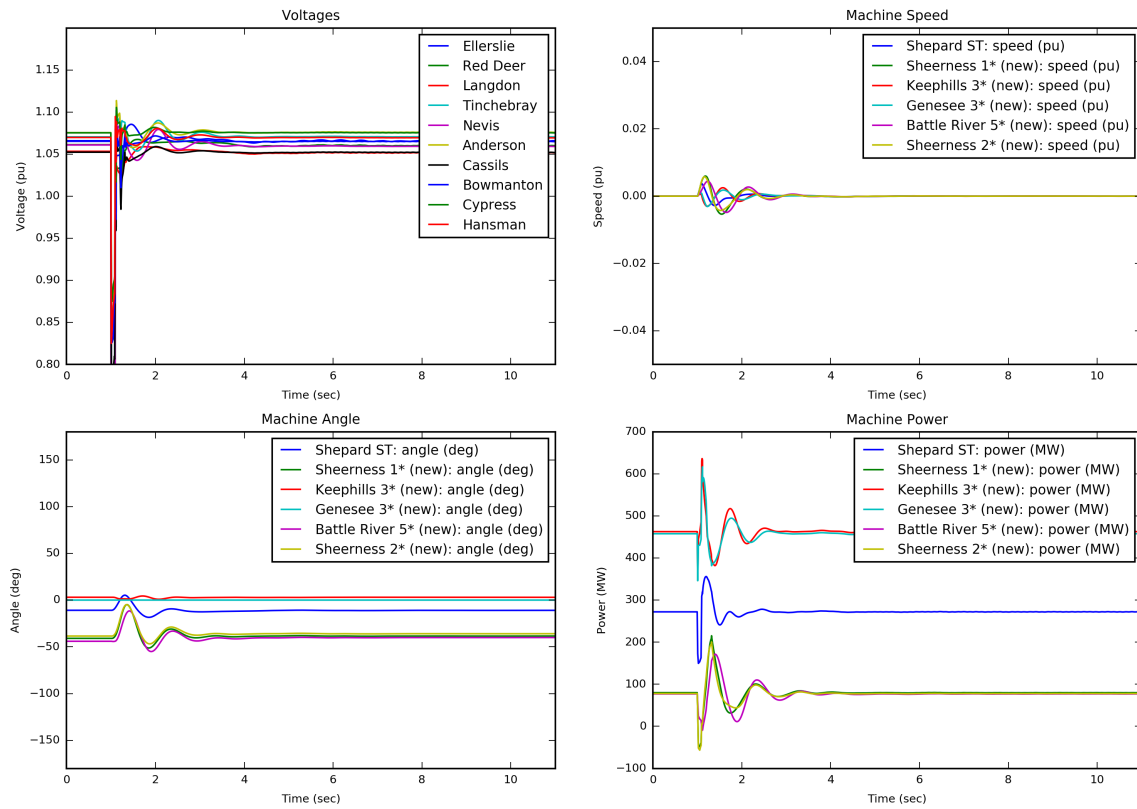 Voltages
1.15
1.10
1.05
1.00
0.95
0.90
0.85
0.80
Voltage (pu)
0 2 4 6 8 10
Time (sec)
Ellerslie
Red Deer
Langdon
Tinchebray
Nevis
Anderson
Cassils
Bowmanton
Cypress
Hansman
Machine Speed
0.04
0.02
0.00
−0.02
−0.04
Speed (pu)
0 2 4 6 8 10
Time (sec)
Shepard ST: speed (pu)
Sheerness 1* (new): speed (pu)
Keephills 3* (new): speed (pu)
Genesee 3* (new): speed (pu)
Battle River 5* (new): speed (pu)
Sheerness 2* (new): speed (pu)
Machine Angle
150
100
50
0
−50
−100
−150
Angle (deg)
0 2 4 6 8 10
Time (sec)
Shepard ST: angle (deg)
Sheerness 1* (new): angle (deg)
Keephills 3* (new): angle (deg)
Genesee 3* (new): angle (deg)
Battle River 5* (new): angle (deg)
Sheerness 2* (new): angle (deg)
Machine Power
700
600
500
400
300
200
100
0
−100
Power (MW)
0 2 4 6 8 10
Time (sec)
Shepard ST: power (MW)
Sheerness 1* (new): power (MW)
Keephills 3* (new): power (MW)
Genesee 3* (new): power (MW)
Battle River 5* (new): power (MW)
Sheerness 2* (new): power (MW)